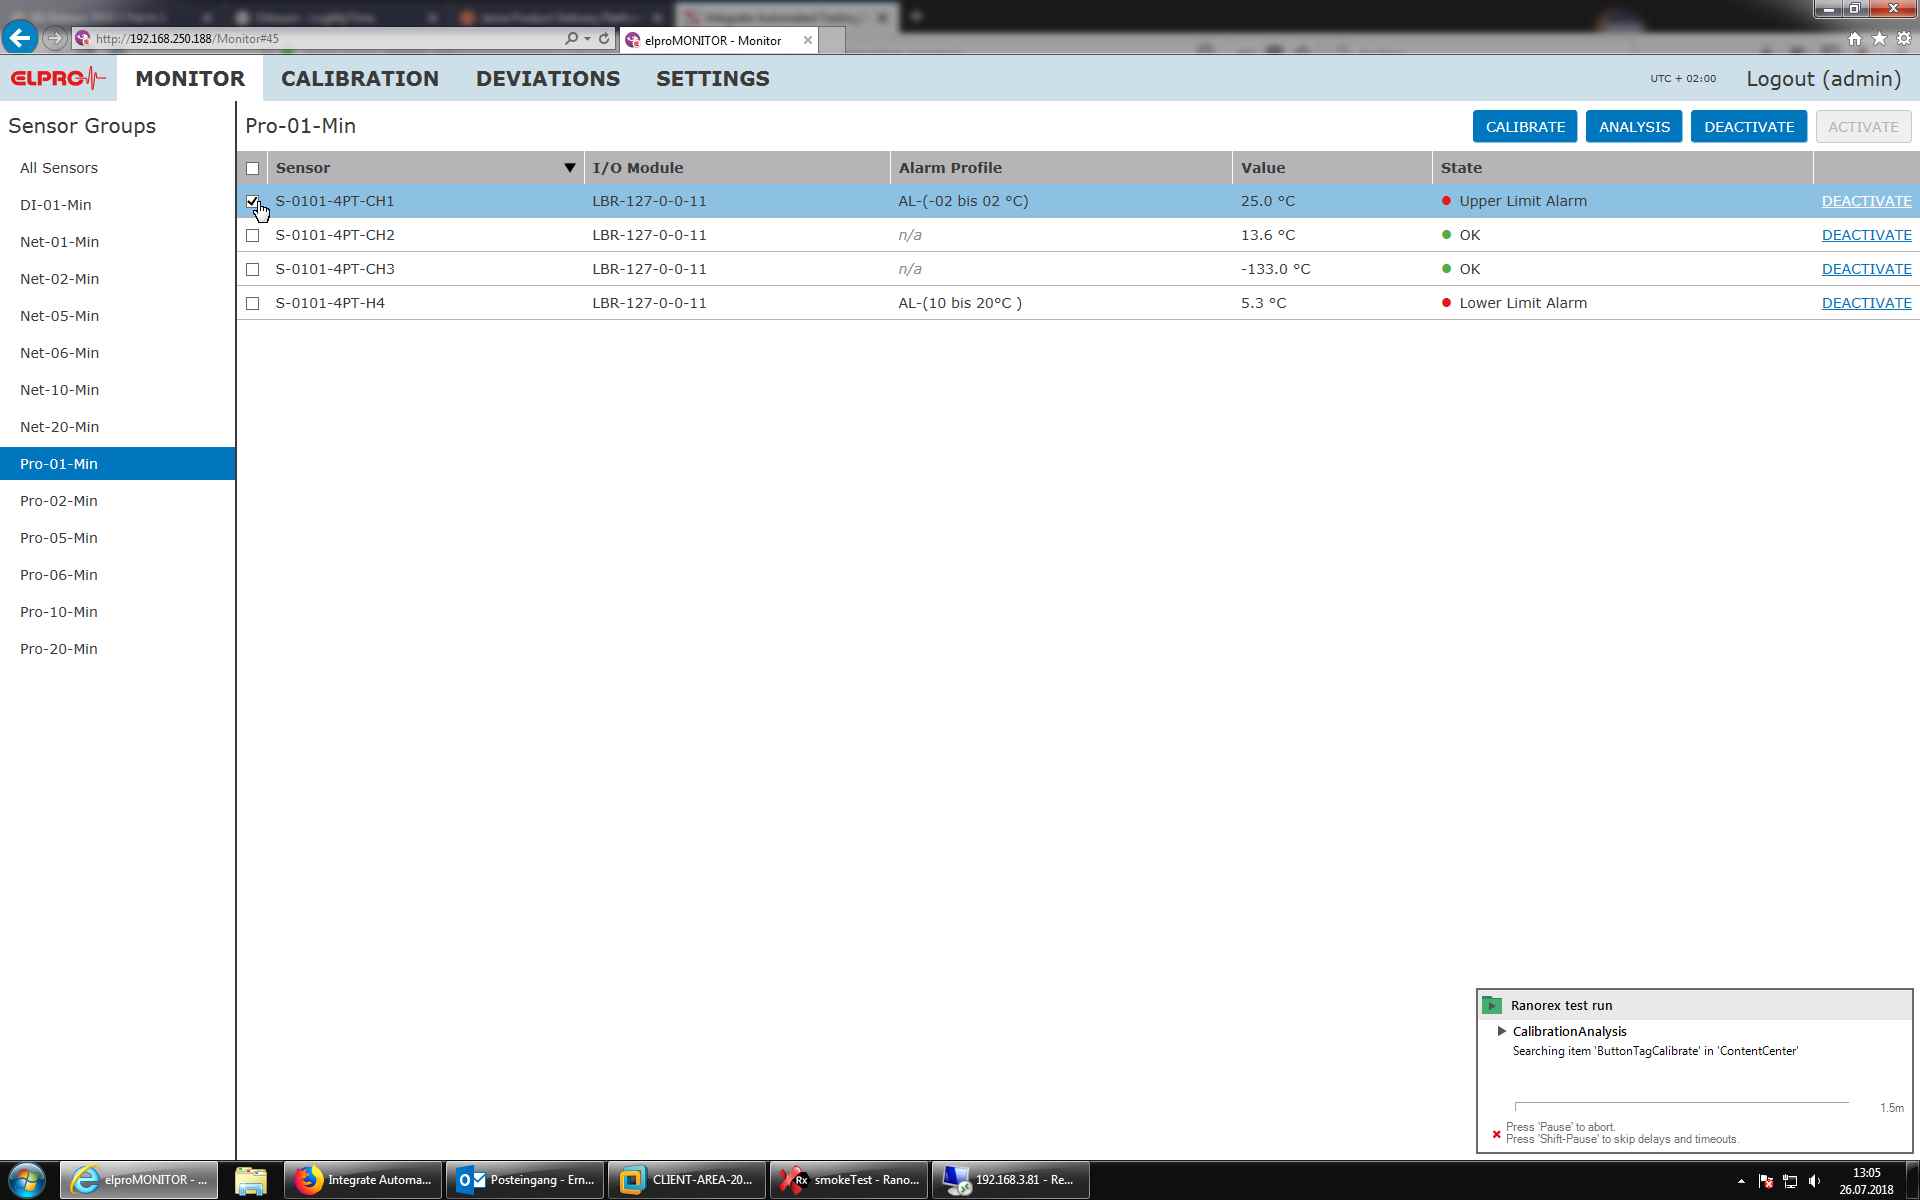 http://192.168.250.188/Monitor#45
elproMONITOR - Monitor
ELPRO
MONITOR CALIBRATION DEVIATIONS SETTINGS
UTC + 02:00 Logout (admin)
Sensor Groups
All Sensors
DI-01-Min
Net-01-Min
Net-02-Min
Net-05-Min
Net-06-Min
Net-10-Min
Net-20-Min
Pro-01-Min
Pro-02-Min
Pro-05-Min
Pro-06-Min
Pro-10-Min
Pro-20-Min
Pro-01-Min
CALIBRATE ANALYSIS DEACTIVATE ACTIVATE
Sensor I/O Module Alarm Profile Value State
S-0101-4PT-CH1 LBR-127-0-0-11 AL-(-02 bis 02 °C) 25.0 °C Upper Limit Alarm DEACTIVATE
S-0101-4PT-CH2 LBR-127-0-0-11 n/a 13.6 °C OK DEACTIVATE
S-0101-4PT-CH3 LBR-127-0-0-11 n/a -133.0 °C OK DEACTIVATE
S-0101-4PT-H4 LBR-127-0-0-11 AL-(10 bis 20°C ) 5.3 °C Lower Limit Alarm DEACTIVATE
Ranorex test run
CalibrationAnalysis
Searching item 'ButtonTagCalibrate' in 'ContentCenter'
1.5m
Press 'Pause' to abort.
Press 'Shift-Pause' to skip delays and timeouts.
elproMONITOR - ...
Integrate Automa...
Posteingang - Ern...
CLIENT-AREA-20...
smokeTest - Rano...
192.168.3.81 - Re...
13:05
26.07.2018